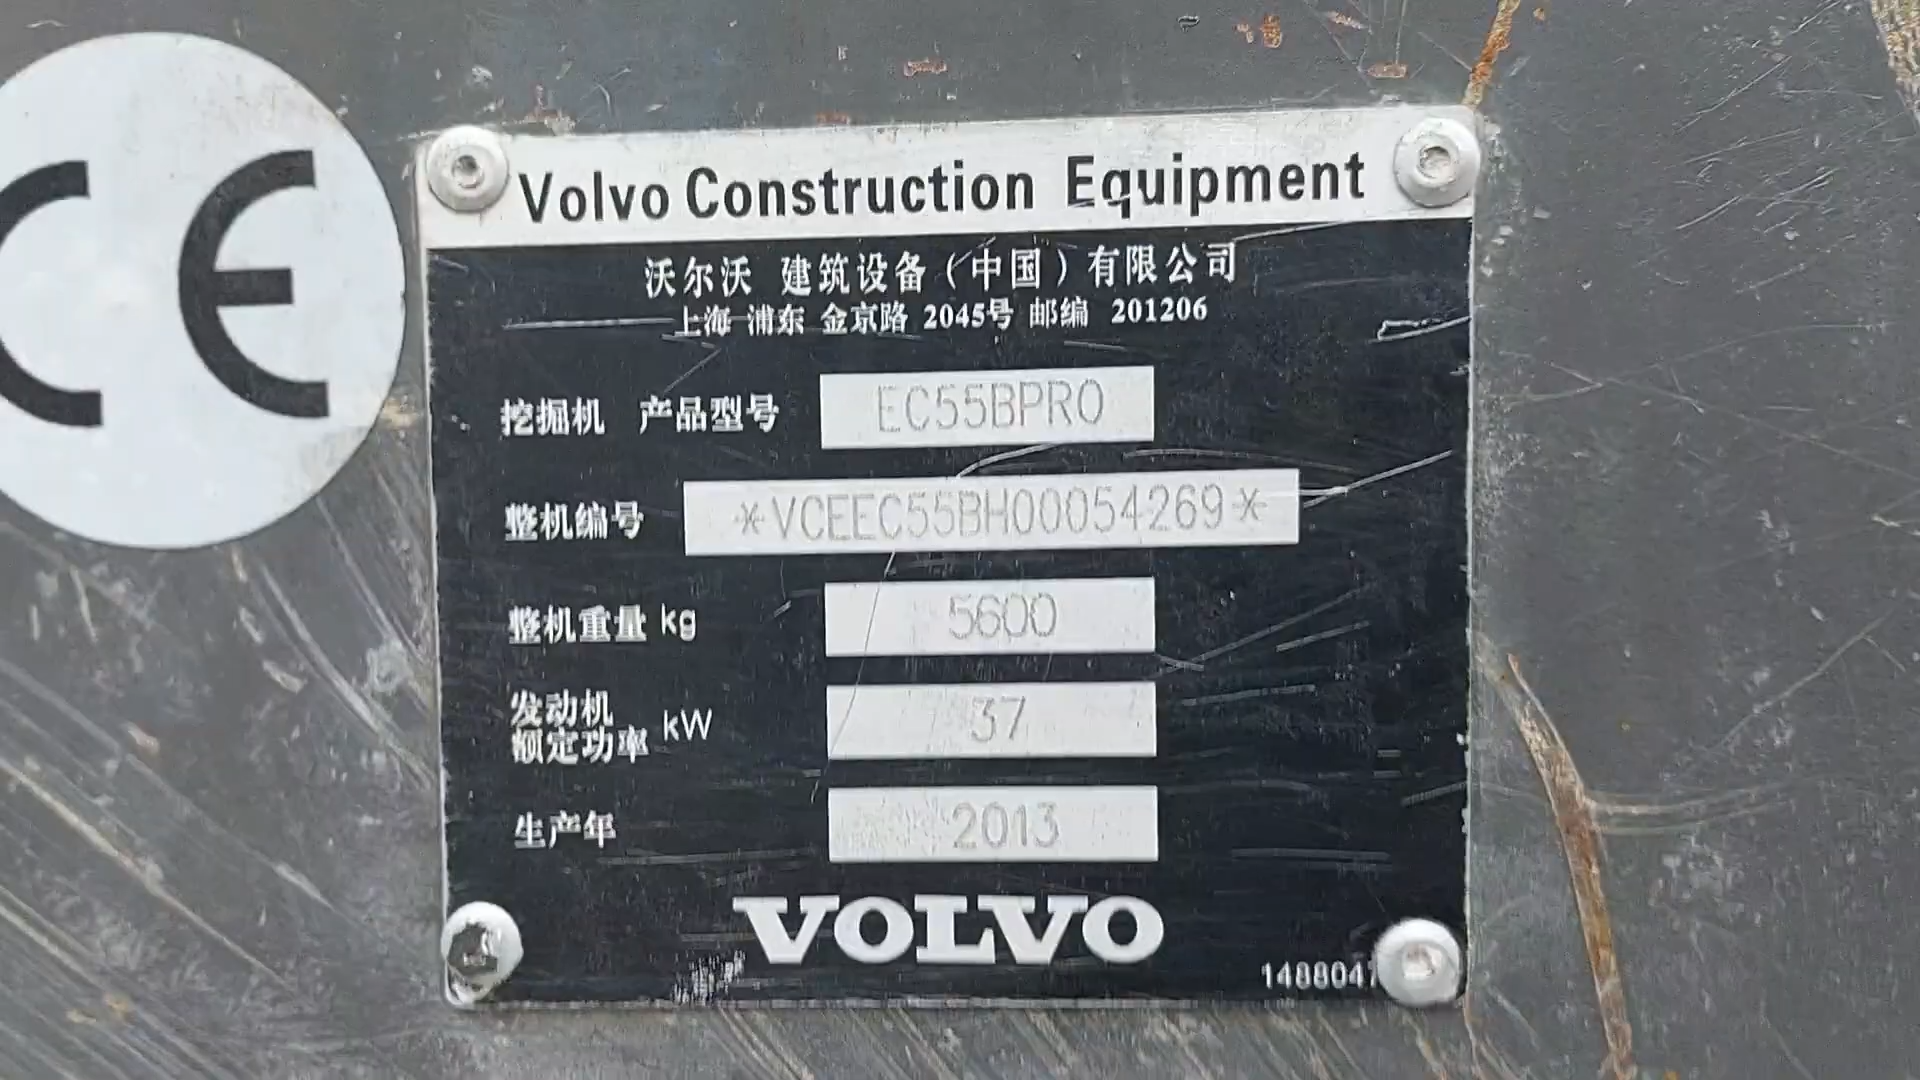 CE
Volvo Construction Equipment
沃尔沃 建筑设备(中国)有限公司
上海 浦东 金京路 2045号 邮编 201206
挖掘机 产品型号 EC55BPRO
整机编号 *VCEEC55BH00054269*
整机重量 kg 5600
发动机
额定功率 kW 37
生产年 2013
VOLVO